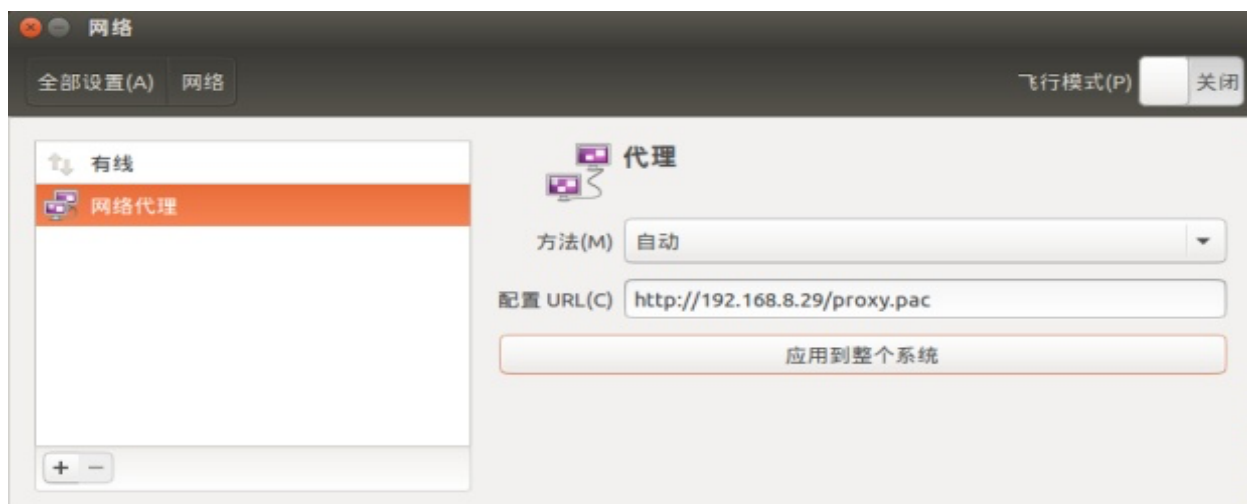 网络
全部设置(A) 网络 飞行模式(P) 关闭
有线
网络代理
代理
方法(M) 自动
配置 URL(C) http://192.168.8.29/proxy.pac
应用到整个系统